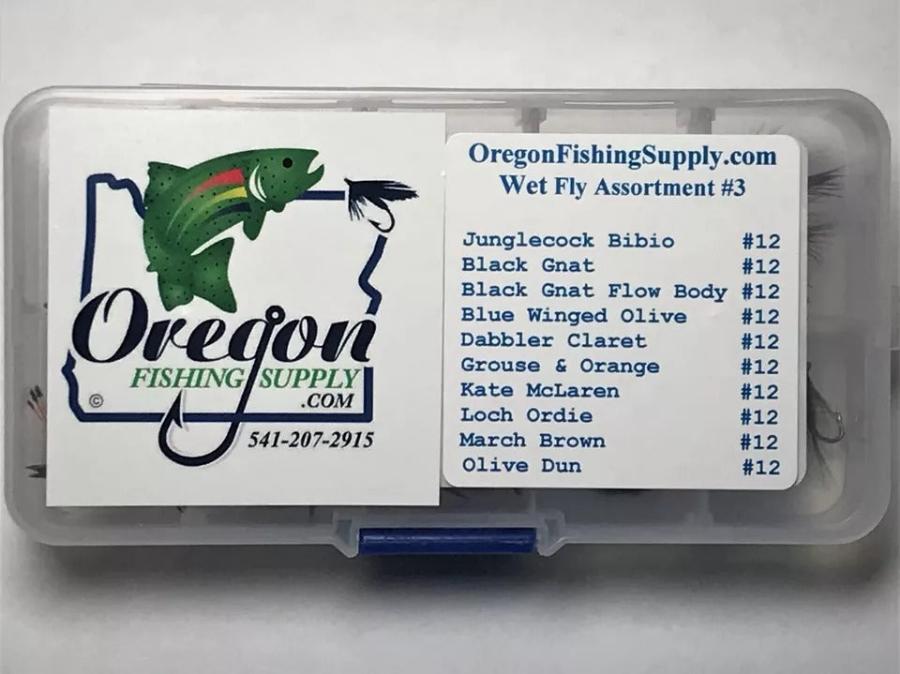 Oregon
FISHING SUPPLY
.COM
©
541-207-2915
OregonFishingSupply.com
Wet Fly Assortment #3
Junglecock Bibio #12
Black Gnat #12
Black Gnat Flow Body #12
Blue Winged Olive #12
Dabbler Claret #12
Grouse & Orange #12
Kate McLaren #12
Loch Ordie #12
March Brown #12
Olive Dun #12